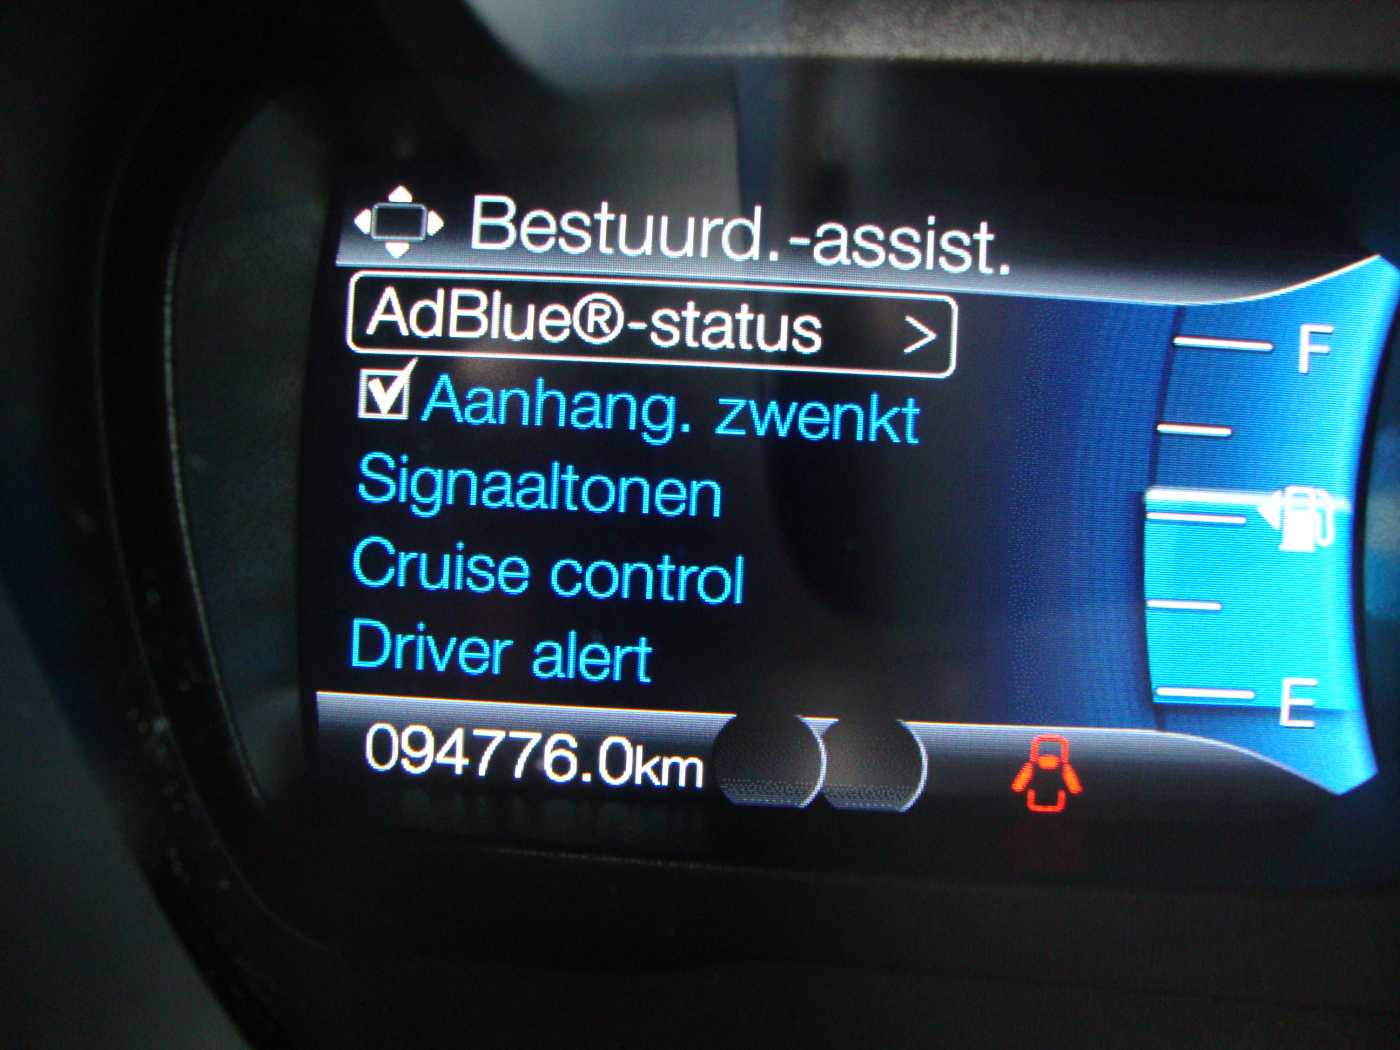 Bestuurd.-assist.
AdBlue®-status >
Aanhang. zwenkt
Signaaltonen
Cruise control
Driver alert
094776.0km
F
E